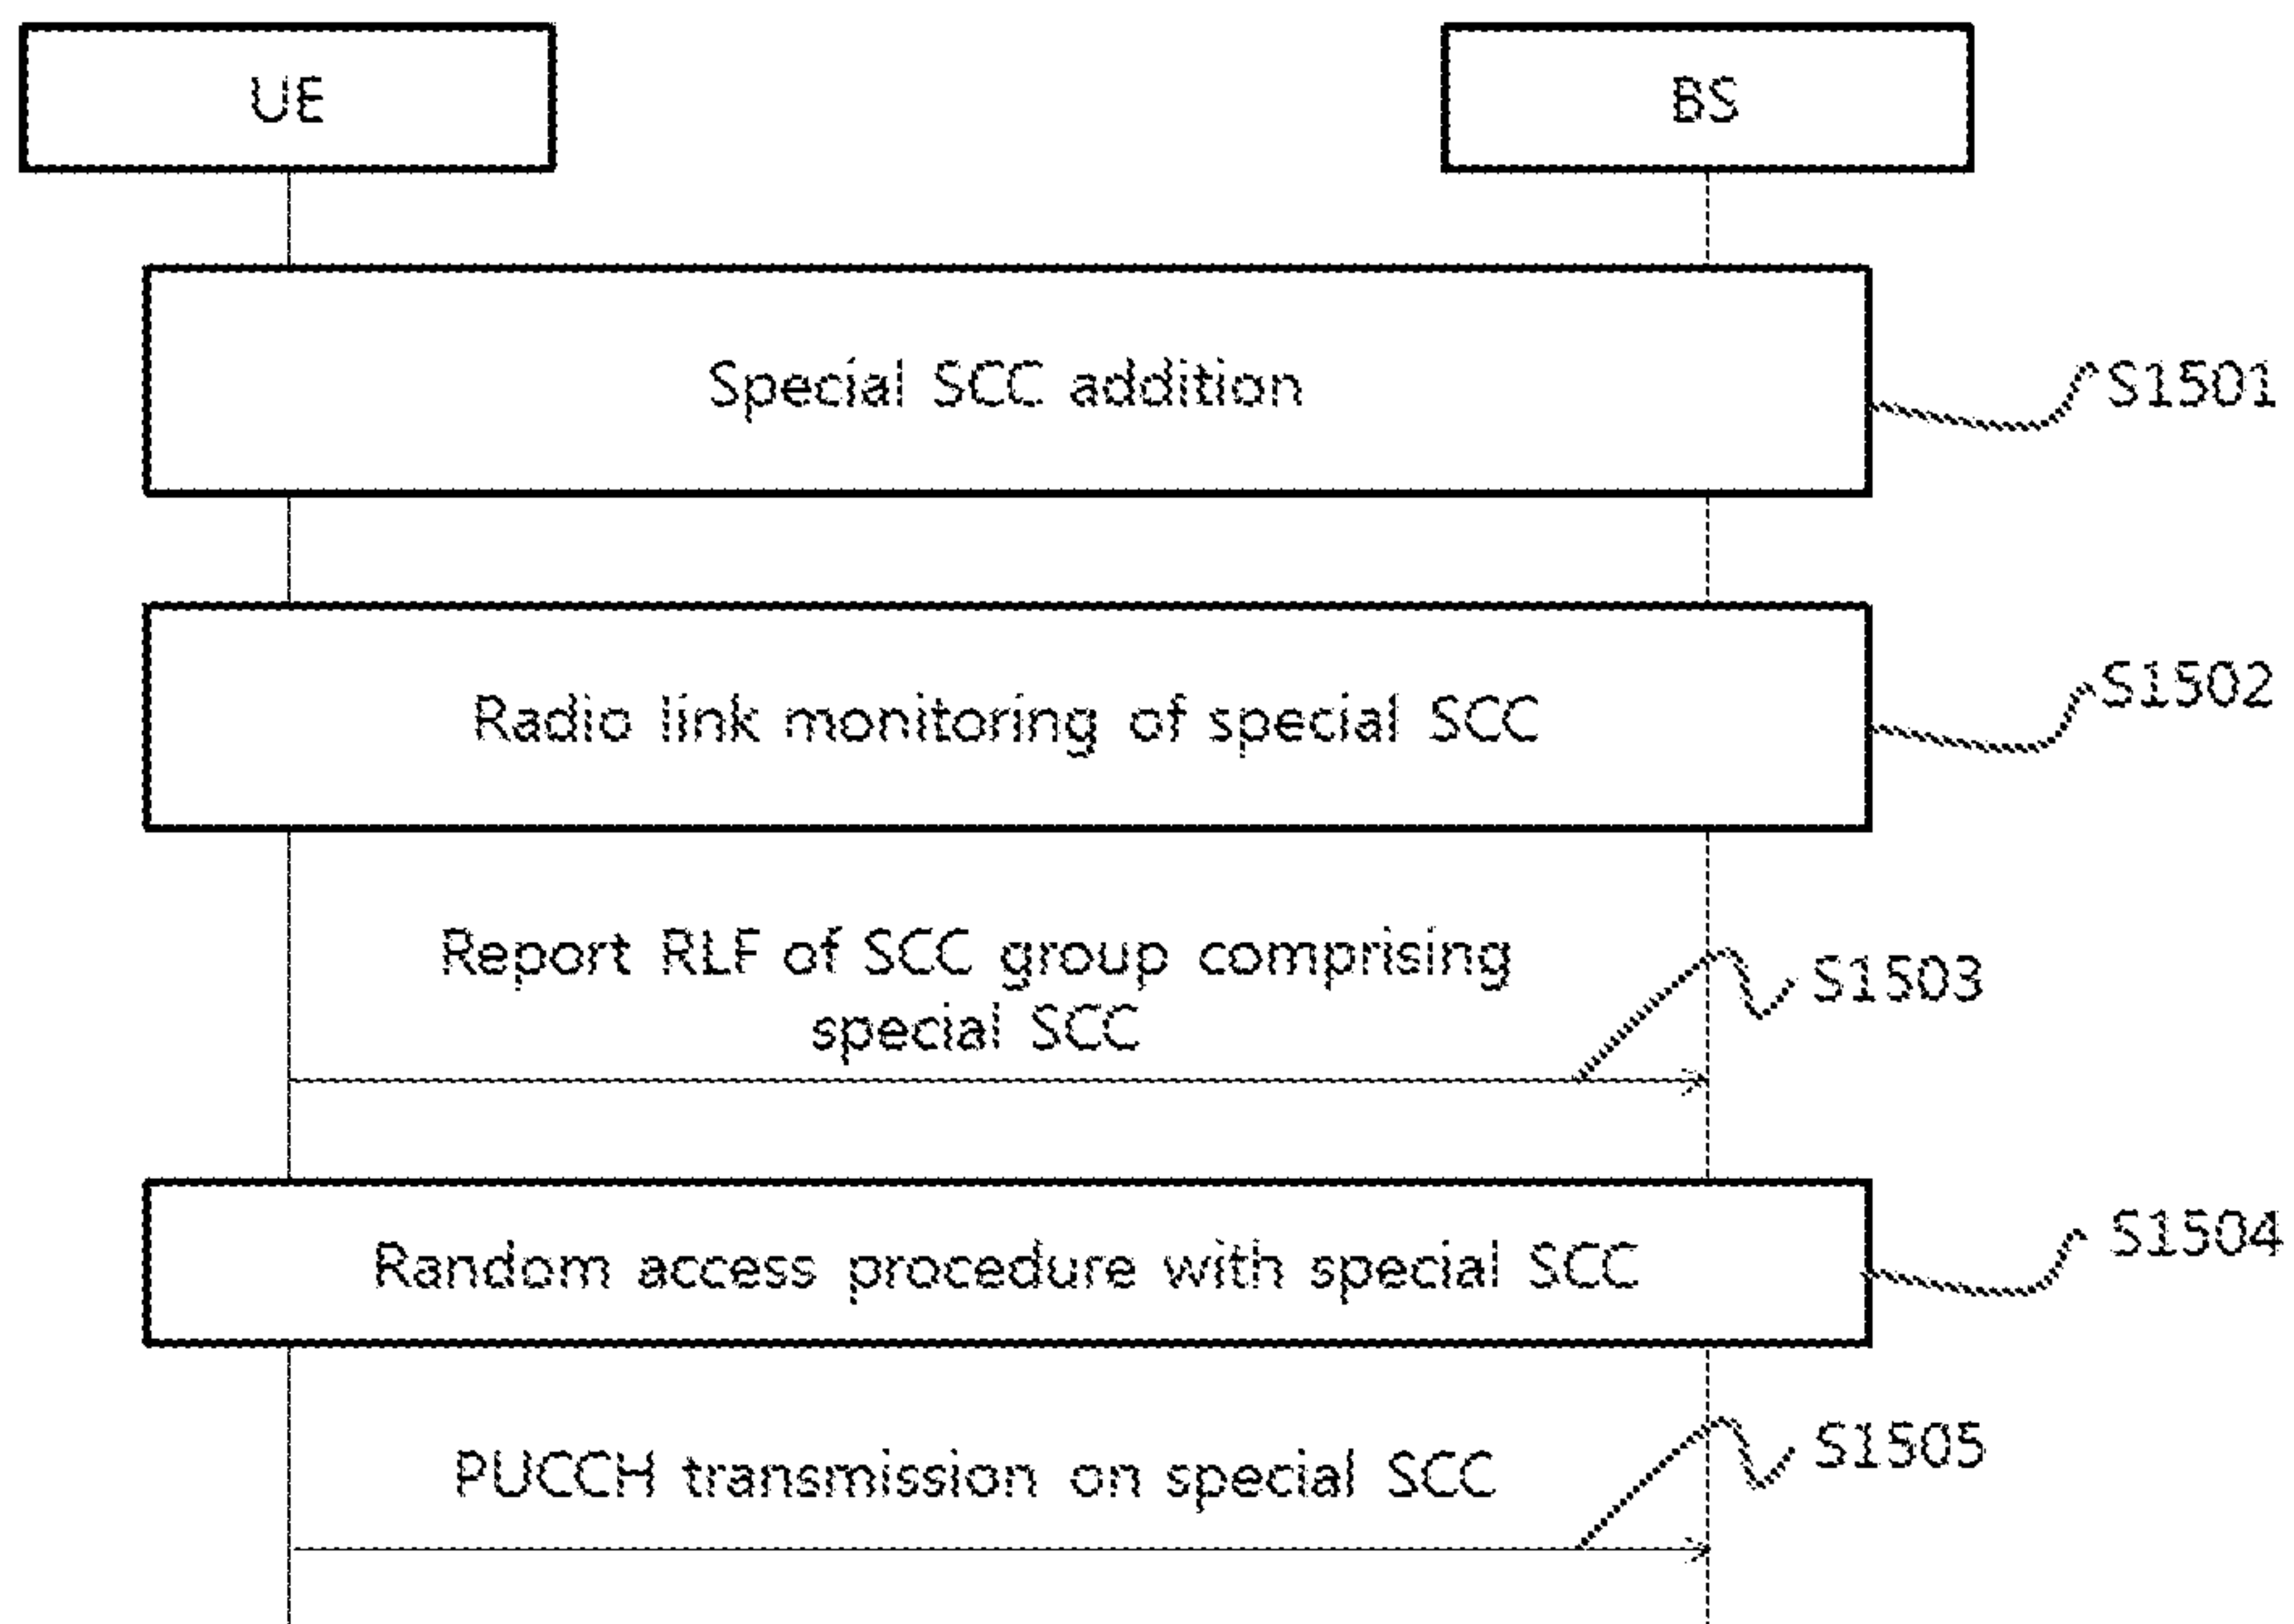 UE
BS
Special SCC addition
S1501
Radio link monitoring of special SCC
S1502
Report RLF of SCC group comprising
special SCC
S1503
Random access procedure with special SCC
S1504
PUCCH transmission on special SCC
S1505